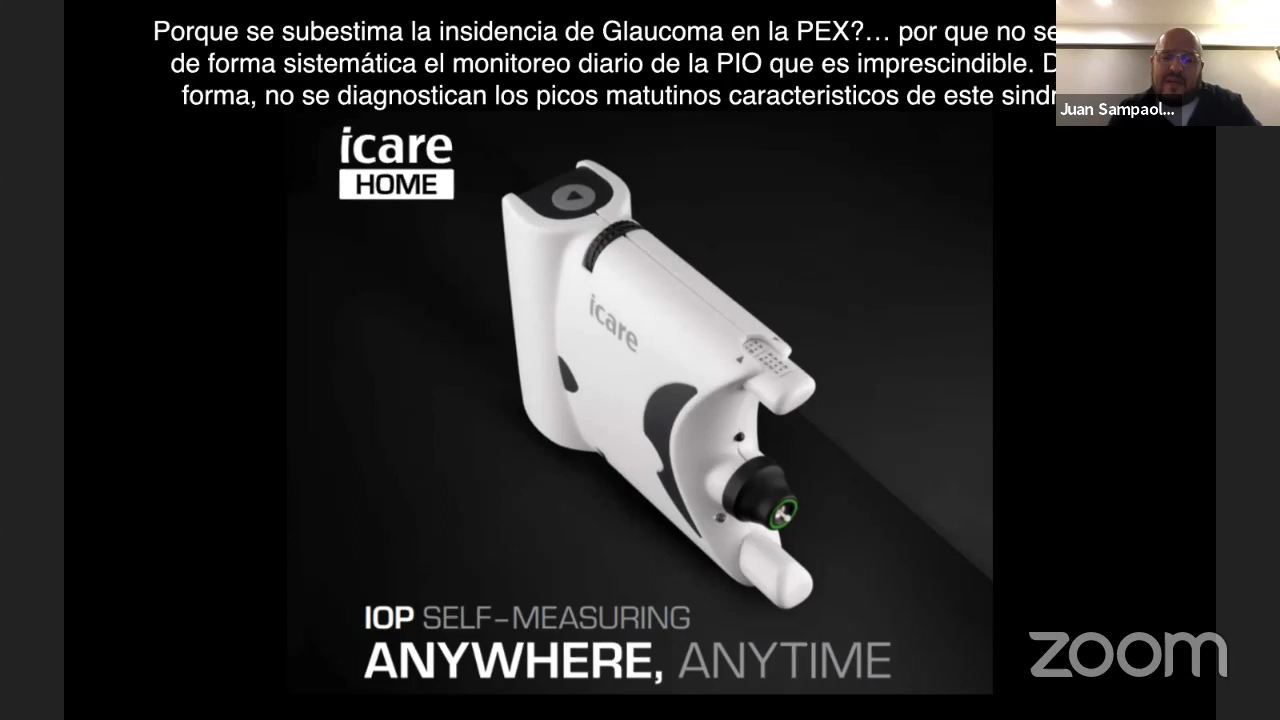 Porque se subestima la insidencia de Glaucoma en la PEX?… por que no se
de forma sistemática el monitoreo diario de la PIO que es imprescindible. D
forma, no se diagnostican los picos matutinos caracteristicos de este sindr
Juan Sampaol...
icare
HOME
icare
IOP SELF-MEASURING
ANYWHERE, ANYTIME
zoom